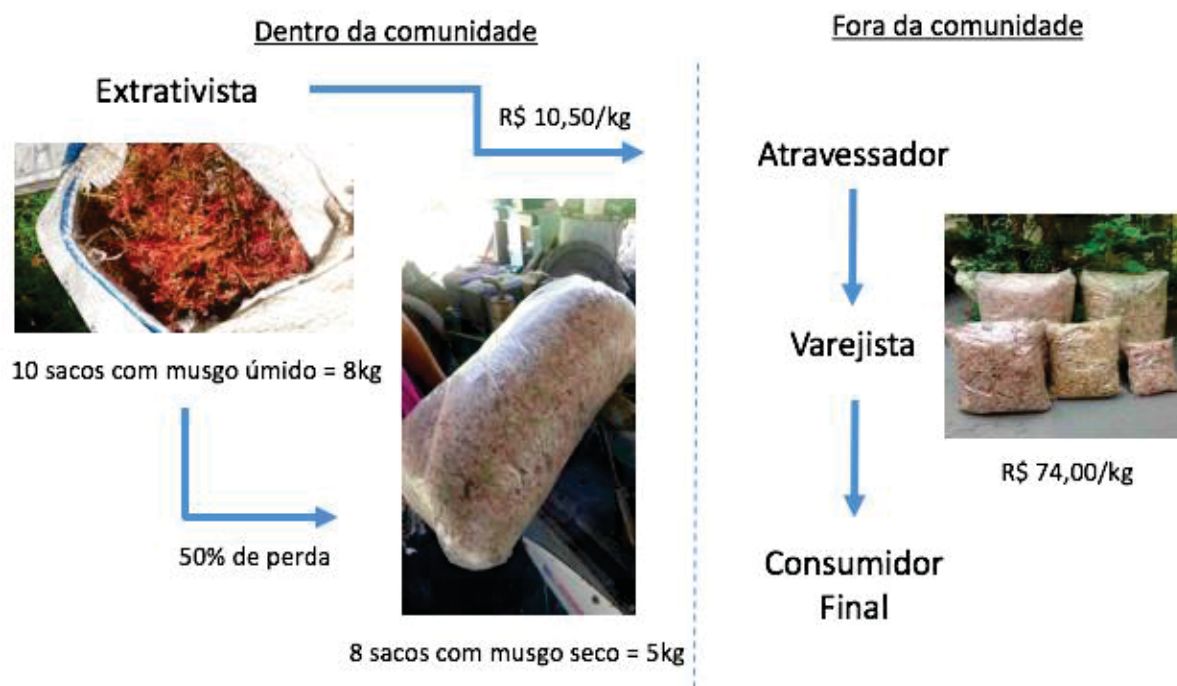 Dentro da comunidade
Extrativista
R$ 10,50/kg
10 sacos com musgo úmido = 8kg
50% de perda
8 sacos com musgo seco = 5kg
Fora da comunidade
Atravessador
Varejista
R$ 74,00/kg
Consumidor
Final